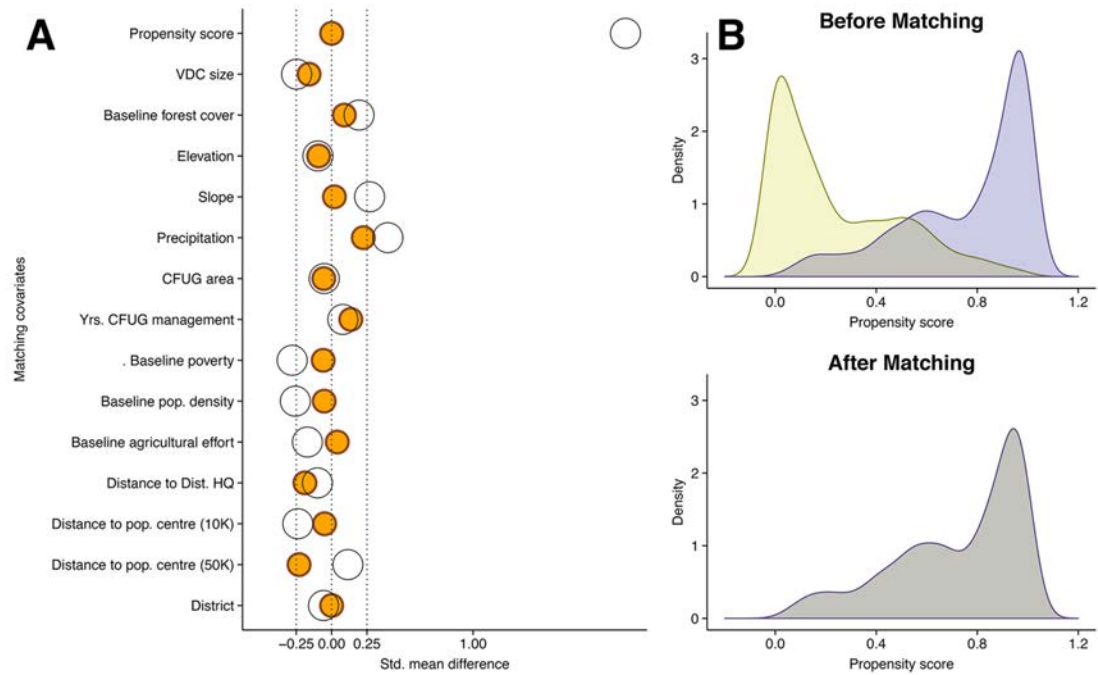 A
Matching covariates
Propensity score
VDC size
Baseline forest cover
Elevation
Slope
Precipitation
CFUG area
Yrs. CFUG management
. Baseline poverty
Baseline pop. density
Baseline agricultural effort
Distance to Dist. HQ
Distance to pop. centre (10K)
Distance to pop. centre (50K)
District
−0.25 0.00 0.25 1.00
Std. mean difference
B
Before Matching
Density
3
2
1
0
0.0 0.4 0.8 1.2
Propensity score
After Matching
Density
3
2
1
0
0.0 0.4 0.8 1.2
Propensity score